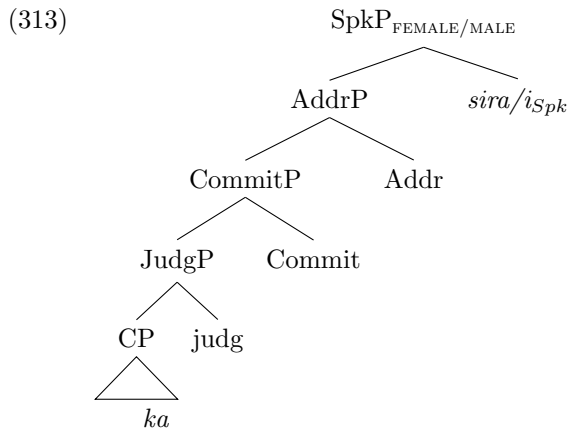 (313) SpkP FEMALE/MALE
AddrP sira/i Spk
CommitP Addr
JudgP Commit
CP judg
ka